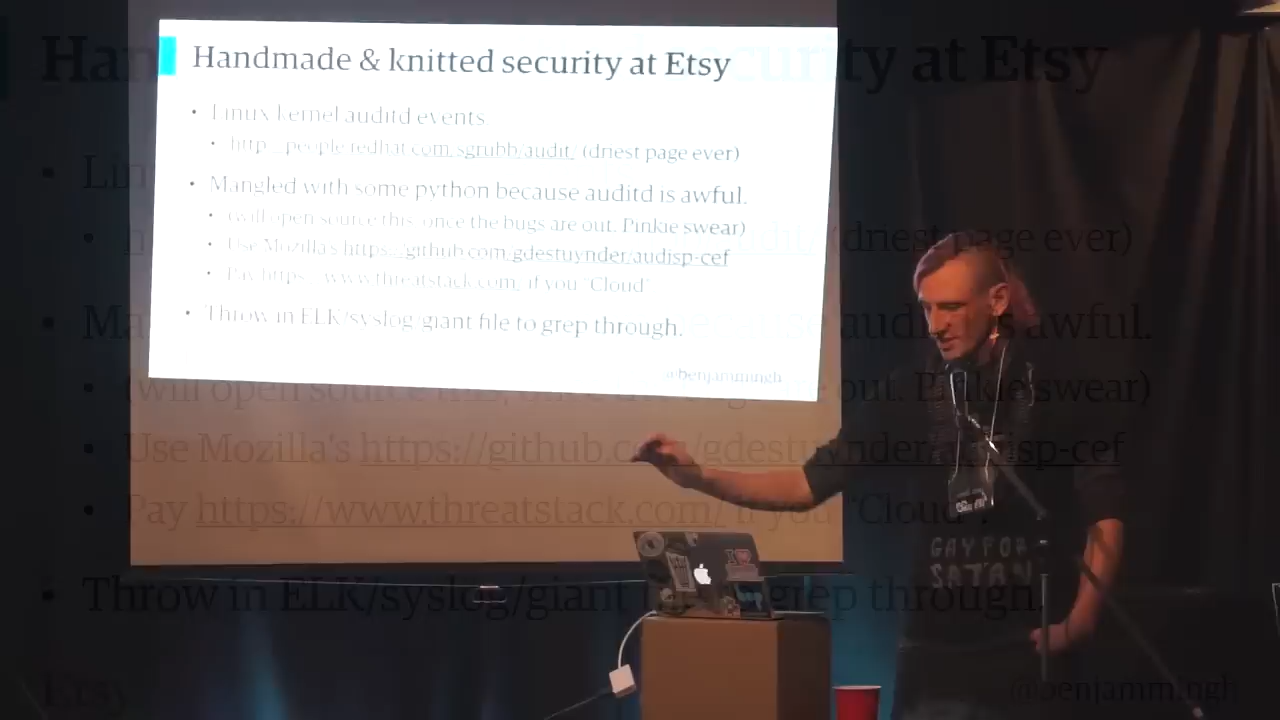 Handmade & knitted security at Etsy
Linux kernel auditd events
http://people.redhat.com/sgrubb/audit/ (driest page ever)
Mangled with some python because auditd is awful.
(will open source this, once the bugs are out. Pinkie swear)
Use Mozilla's https://github.com/gdestuynder/audisp-cef
Pay https://www.threatstack.com/ if you "Cloud".
Throw in ELK/syslog/giant file to grep through.
@benjammingh
GAY FOR
SATAN
Etsy
@benjammingh